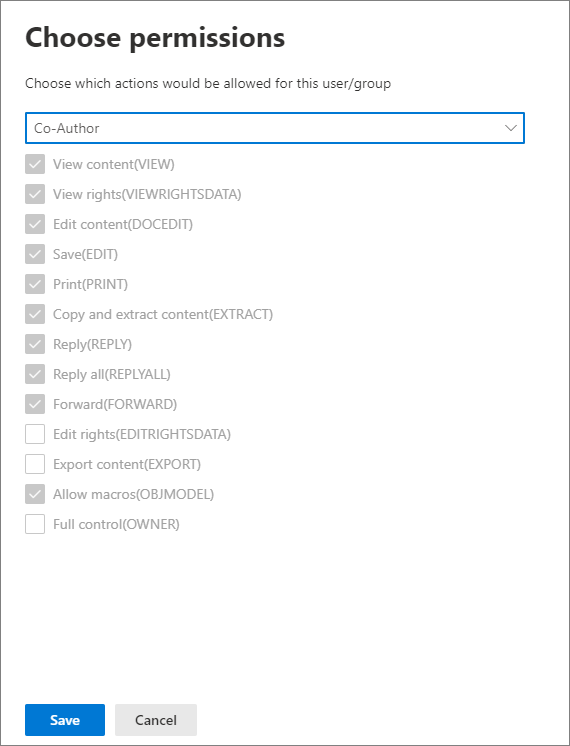 Choose permissions
Choose which actions would be allowed for this user/group
Co-Author
View content(VIEW)
View rights(VIEWRIGHTSDATA)
Edit content(DOCEDIT)
Save(EDIT)
Print(PRINT)
Copy and extract content(EXTRACT)
Reply(REPLY)
Reply all(REPLYALL)
Forward(FORWARD)
Edit rights(EDITRIGHTSDATA)
Export content(EXPORT)
Allow macros(OBJMODEL)
Full control(OWNER)
Save Cancel